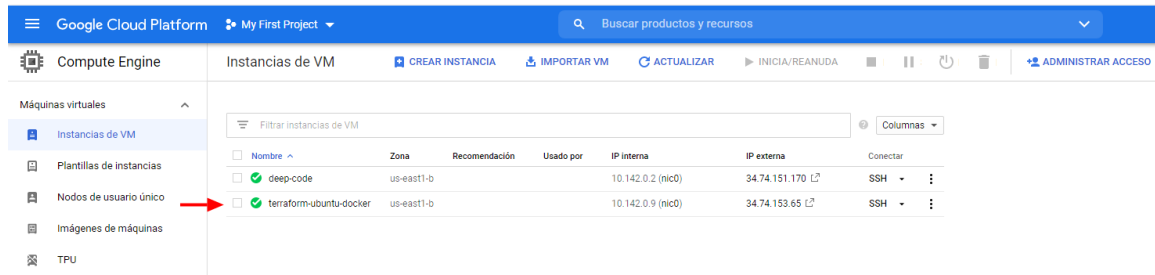 Google Cloud Platform My First Project Buscar productos y recursos
Compute Engine Instancias de VM CREAR INSTANCIA IMPORTAR VM ACTUALIZAR INICIA/REANUDA ADMINISTRAR ACCESO
Máquinas virtuales
Filtrar instancias de VM Columnas
Instancias de VM
Nombre Zona Recomendación Usado por IP interna IP externa Conectar
Plantillas de instancias
deep-code us-east1-b 10.142.0.2 (nic0) 34.74.151.170 SSH
Nodos de usuario único
terraform-ubuntu-docker us-east1-b 10.142.0.9 (nic0) 34.74.153.65 SSH
Imágenes de máquinas
TPU